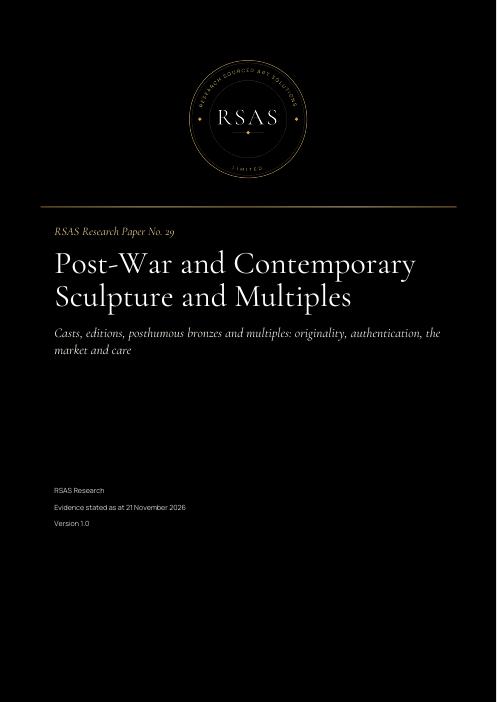 RESEARCH SOURCED ART SOLUTIONS
RSAS
LIMITED
RSAS Research Paper No. 29
Post-War and Contemporary
Sculpture and Multiples
Casts, editions, posthumous bronzes and multiples: originality, authentication, the
market and care
RSAS Research
Evidence stated as at 21 November 2026
Version 1.0